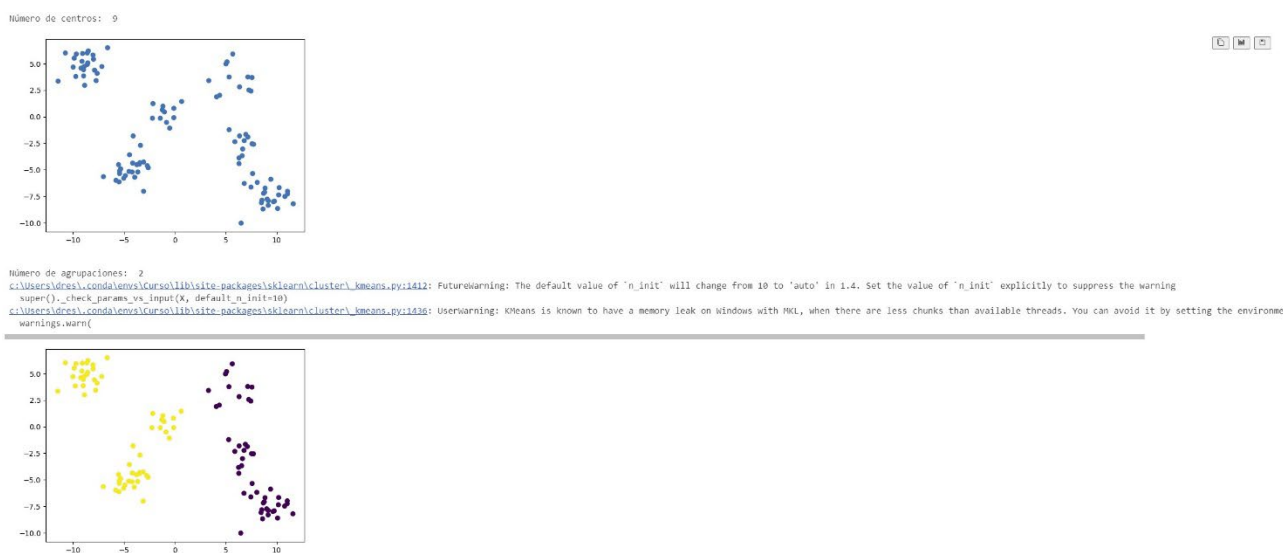 Número de centros:  9
5.0
2.5
0.0
−2.5
−5.0
−7.5
−10.0
−10 −5 0 5 10
Número de agrupaciones:  2
c:\Users\dres\.conda\envs\Curso\lib\site-packages\sklearn\cluster\_kmeans.py:1412: FutureWarning: The default value of `n_init` will change from 10 to 'auto' in 1.4. Set the value of `n_init` explicitly to suppress the warning
super()._check_params_vs_input(X, default_n_init=10)
c:\Users\dres\.conda\envs\Curso\lib\site-packages\sklearn\cluster\_kmeans.py:1436: UserWarning: KMeans is known to have a memory leak on Windows with MKL, when there are less chunks than available threads. You can avoid it by setting the environme
warnings.warn(
5.0
2.5
0.0
−2.5
−5.0
−7.5
−10.0
−10 −5 0 5 10